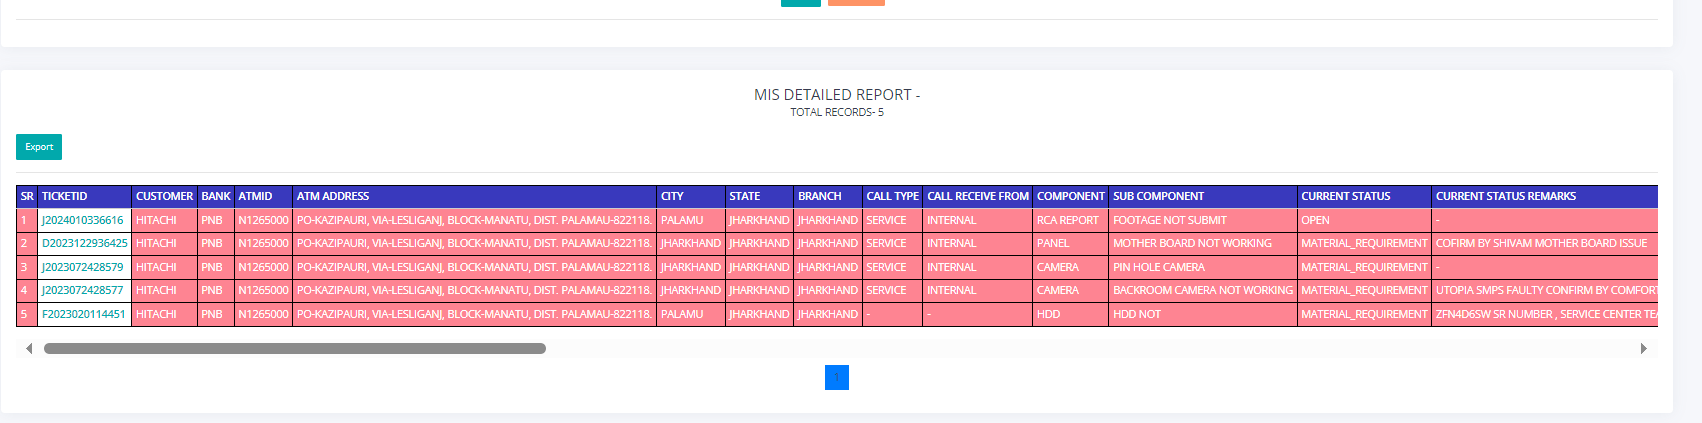 MIS DETAILED REPORT -
TOTAL RECORDS- 5
Export
SR TICKETID CUSTOMER BANK ATMID ATM ADDRESS CITY STATE BRANCH CALL TYPE CALL RECEIVE FROM COMPONENT SUB COMPONENT CURRENT STATUS CURRENT STATUS REMARKS
1 J2024010336616 HITACHI PNB N1265000 PO-KAZIPAURI, VIA-LESLIGANJ, BLOCK-MANATU, DIST. PALAMAU-822118. PALAMU JHARKHAND JHARKHAND SERVICE INTERNAL RCA REPORT FOOTAGE NOT SUBMIT OPEN -
2 D2023122936425 HITACHI PNB N1265000 PO-KAZIPAURI, VIA-LESLIGANJ, BLOCK-MANATU, DIST. PALAMAU-822118. JHARKHAND JHARKHAND JHARKHAND SERVICE INTERNAL PANEL MOTHER BOARD NOT WORKING MATERIAL_REQUIREMENT COFIRM BY SHIVAM MOTHER BOARD ISSUE
3 J2023072428579 HITACHI PNB N1265000 PO-KAZIPAURI, VIA-LESLIGANJ, BLOCK-MANATU, DIST. PALAMAU-822118. JHARKHAND JHARKHAND JHARKHAND SERVICE INTERNAL CAMERA PIN HOLE CAMERA MATERIAL_REQUIREMENT -
4 J2023072428577 HITACHI PNB N1265000 PO-KAZIPAURI, VIA-LESLIGANJ, BLOCK-MANATU, DIST. PALAMAU-822118. JHARKHAND JHARKHAND JHARKHAND SERVICE INTERNAL CAMERA BACKROOM CAMERA NOT WORKING MATERIAL_REQUIREMENT UTOPIA SMPS FAULTY CONFIRM BY COMFORT
5 F2023020114451 HITACHI PNB N1265000 PO-KAZIPAURI, VIA-LESLIGANJ, BLOCK-MANATU, DIST. PALAMAU-822118. PALAMU JHARKHAND JHARKHAND - - HDD HDD NOT MATERIAL_REQUIREMENT ZFN4D6SW SR NUMBER , SERVICE CENTER
1